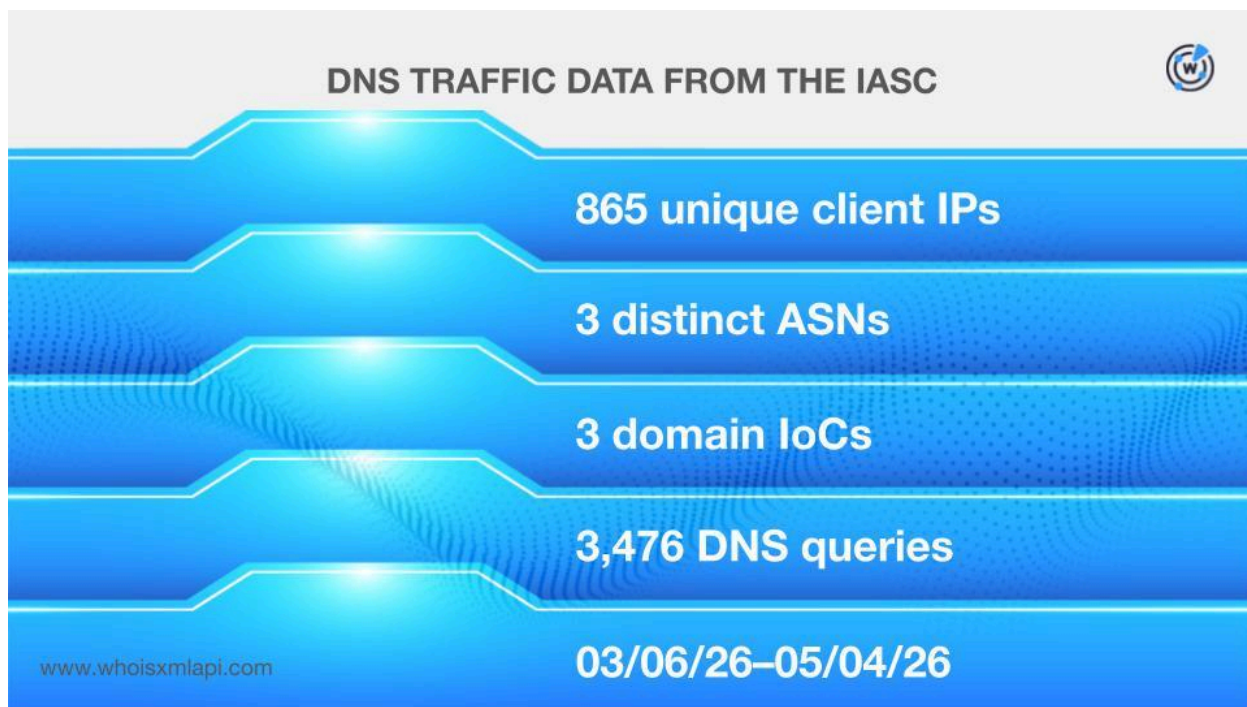 DNS TRAFFIC DATA FROM THE IASC
W
865 unique client IPs
3 distinct ASNs
3 domain IoCs
3,476 DNS queries
03/06/26–05/04/26
www.whoisxmlapi.com